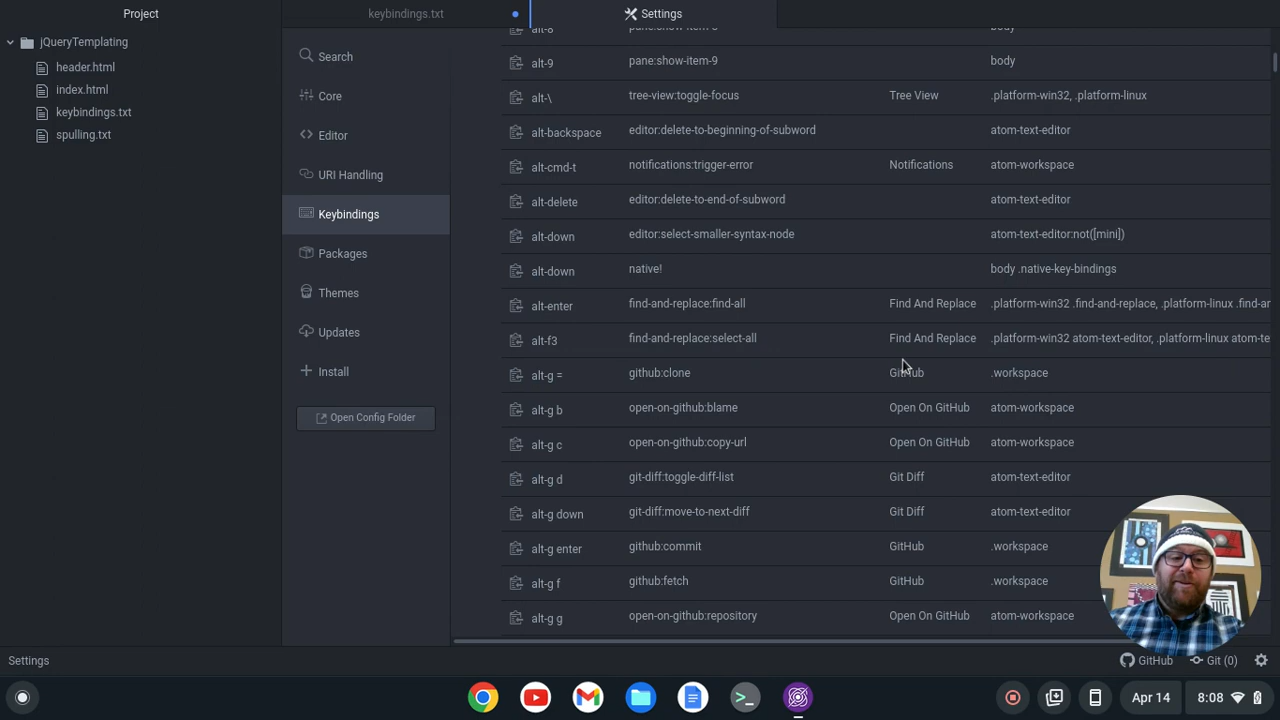 Project
keybindings.txt
Settings
jQueryTemplating
header.html
index.html
keybindings.txt
spulling.txt
Search
Core
Editor
URI Handling
Keybindings
Packages
Themes
Updates
Install
Open Config Folder
alt-8 pane:show-item-8 body
alt-9 pane:show-item-9 body
alt-\ tree-view:toggle-focus Tree View .platform-win32, .platform-linux
alt-backspace editor:delete-to-beginning-of-subword atom-text-editor
alt-cmd-t notifications:trigger-error Notifications atom-workspace
alt-delete editor:delete-to-end-of-subword atom-text-editor
alt-down editor:select-smaller-syntax-node atom-text-editor:not([mini])
alt-down native! body .native-key-bindings
alt-enter find-and-replace:find-all Find And Replace .platform-win32 .find-and-replace, .platform-linux .find-ar
alt-f3 find-and-replace:select-all Find And Replace .platform-win32 atom-text-editor, .platform-linux atom-te
alt-g = github:clone GitHub .workspace
alt-g b open-on-github:blame Open On GitHub atom-workspace
alt-g c open-on-github:copy-url Open On GitHub atom-workspace
alt-g d git-diff:toggle-diff-list Git Diff atom-text-editor
alt-g down git-diff:move-to-next-diff Git Diff atom-text-editor
alt-g enter github:commit GitHub .workspace
alt-g f github:fetch GitHub .workspace
alt-g g open-on-github:repository Open On GitHub atom-workspace
Settings
GitHub
Git (0)
Apr 14
8:08